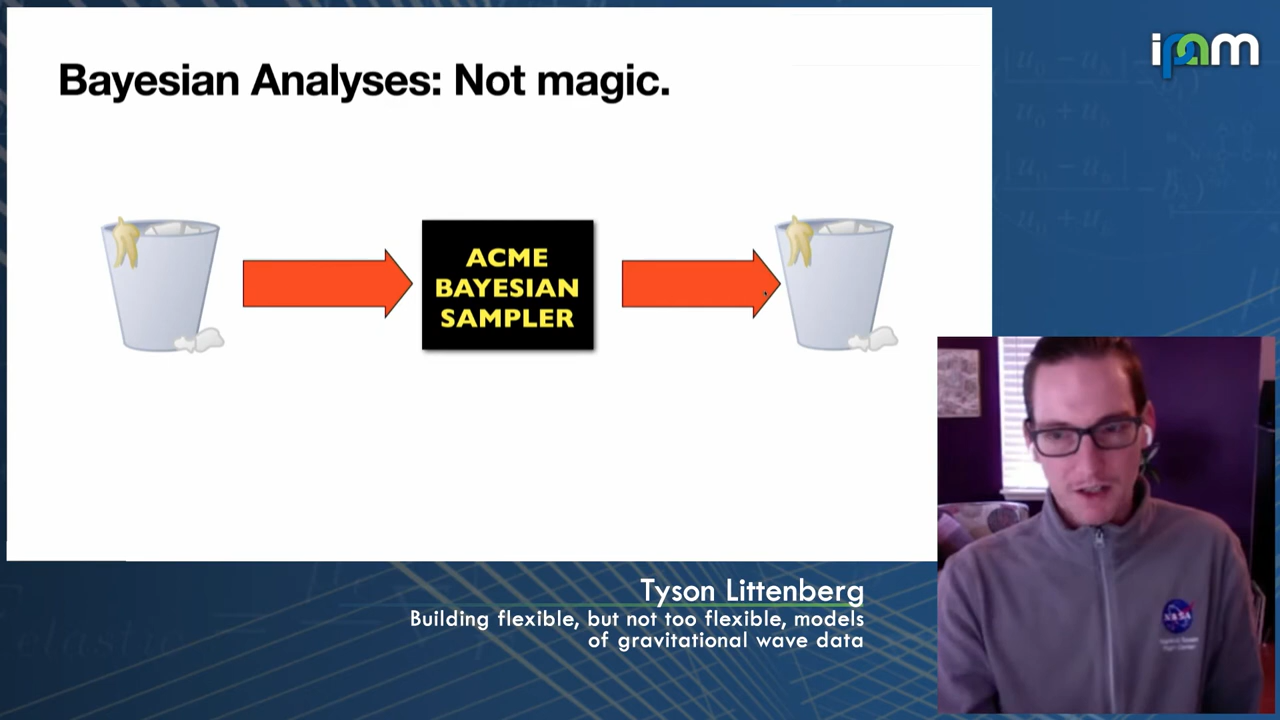 Bayesian Analyses: Not magic.
ipam
ACME
BAYESIAN
SAMPLER
Tyson Littenberg
Building flexible, but not too flexible, models
of gravitational wave data
NASA